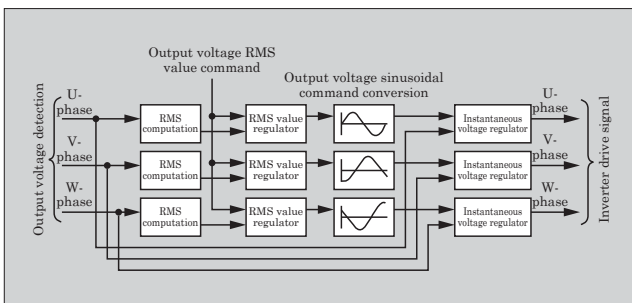 Output voltage RMS
value command
Output voltage sinusoidal
command conversion
Output voltage detection
U-
phase
V-
phase
W-
phase
RMS
computation
RMS value
regulator
Instantaneous
voltage regulator
U-
phase
RMS
computation
RMS value
regulator
Instantaneous
voltage regulator
V-
phase
RMS
computation
RMS value
regulator
Instantaneous
voltage regulator
W-
phase
Inverter drive signal